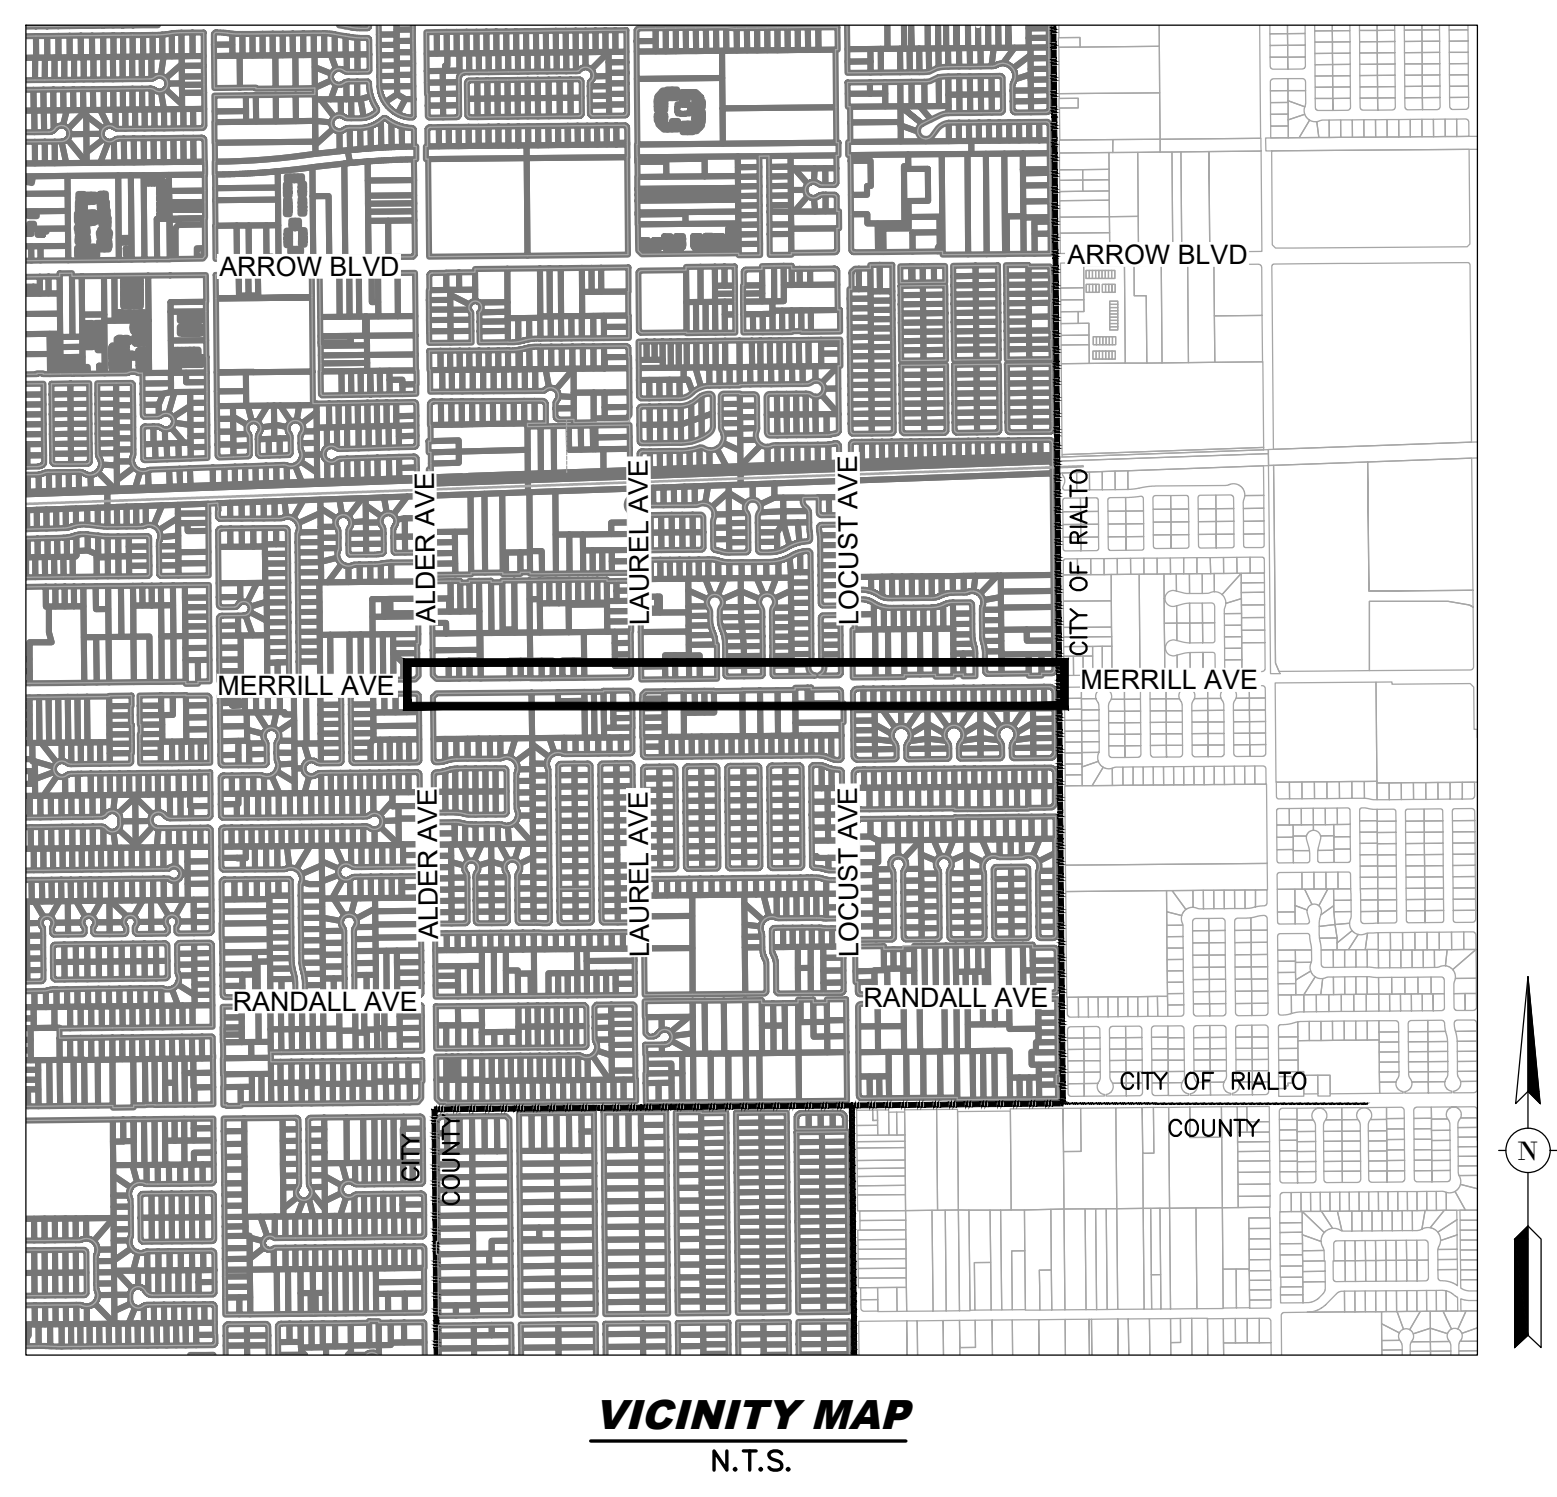 ARROW BLVD
ARROW BLVD
ALDER AVE
LAUREL AVE
LOCUST AVE
CITY OF RIALTO
MERRILL AVE
MERRILL AVE
ALDER AVE
LAUREL AVE
LOCUST AVE
RANDALL AVE
RANDALL AVE
CITY OF RIALTO
COUNTY
CITY
COUNTY
N
VICINITY MAP
N.T.S.